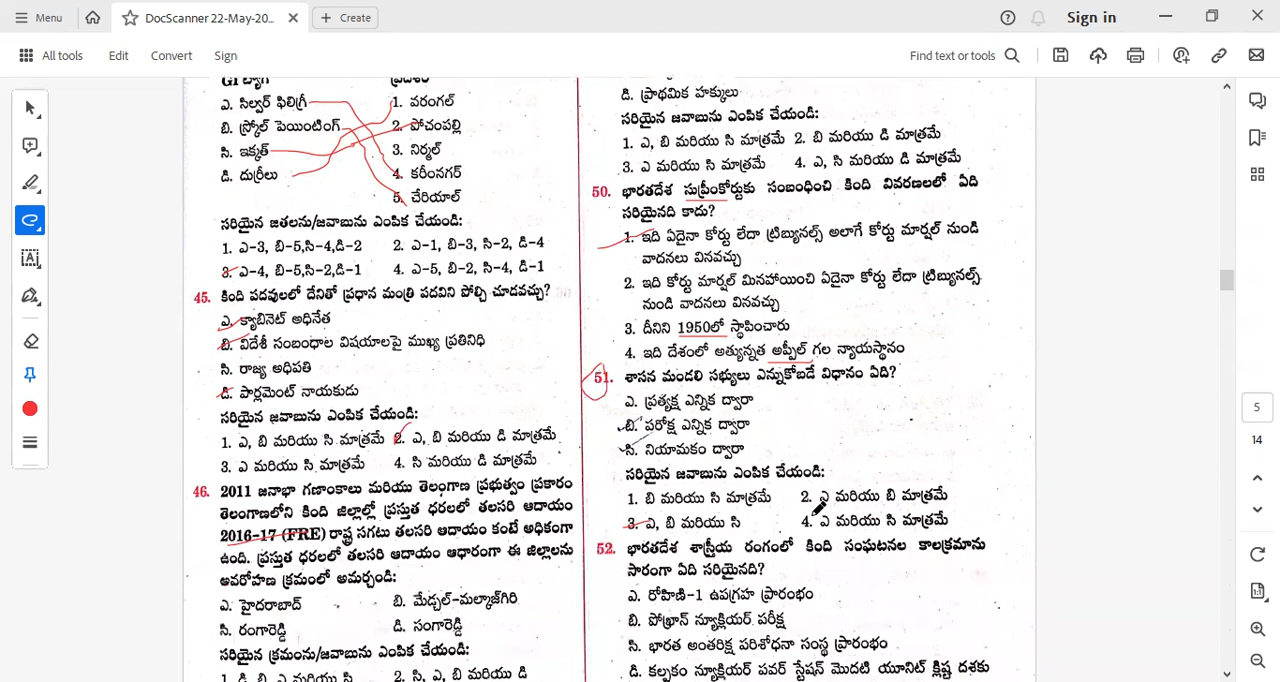 Menu
DocScanner 22-May-20...
Create
Sign in
All tools
Edit
Convert
Sign
Find text or tools
ఎ. సిల్వర్ ఫిలిగ్రీ 1. వరంగల్
బి. స్క్రోల్ పెయింటింగ్ 2. పోచంపల్లి
సి. ఇక్కత్ 3. నిర్మల్
డి. దుర్రీలు 4. కరీంనగర్
5. చేరియాల్
సరియైన జతలను/జవాబును ఎంపిక చేయండి:
1. ఎ-3, బి-5,సి-4,డి-2 2. ఎ-1, బి-3, సి-2, డి-4
3. ఎ-4, బి-5,సి-2,డి-1 4. ఎ-5, బి-2, సి-4, డి-1
45. కింది పదవులలో దేనితో ప్రధాన మంత్రి పదవిని పోల్చి చూడవచ్చు?
ఎ. క్యాబినెట్ అధినేత
బి. విదేశీ సంబంధాల విషయాలపై ముఖ్య ప్రతినిధి
సి. రాజ్య అధిపతి
డి. పార్లమెంట్ నాయకుడు
సరియైన జవాబును ఎంపిక చేయండి:
1. ఎ, బి మరియు సి మాత్రమే 2. ఎ, బి మరియు డి మాత్రమే
3. ఎ మరియు సి మాత్రమే 4. సి మరియు డి మాత్రమే
46. 2011 జనాభా గణాంకాలు మరియు తెలంగాణ ప్రభుత్వం ప్రకారం
తెలంగాణలోని కింది జిల్లాల్లో ప్రస్తుత ధరలలో తలసరి ఆదాయం
2016-17 (FRE) రాష్ట్ర సగటు తలసరి ఆదాయం కంటే అధికంగా
ఉంది. ప్రస్తుత ధరలలో తలసరి ఆదాయం ఆధారంగా ఈ జిల్లాలను
అవరోహణ క్రమంలో అమర్చండి:
ఎ. హైదరాబాద్ బి. మేడ్చల్-మల్కాజ్‌గిరి
సి. రంగారెడ్డి డి. సంగారెడ్డి
సరియైన క్రమంను/జవాబును ఎంపిక చేయండి:
1. డి, బి, ఎ మరియు సి 2. సి, ఎ, బి మరియు డి
డి. ప్రాథమిక హక్కులు
సరియైన జవాబును ఎంపిక చేయండి:
1. ఎ, బి మరియు సి మాత్రమే 2. బి మరియు డి మాత్రమే
3. ఎ మరియు సి మాత్రమే 4. ఎ, సి మరియు డి మాత్రమే
50. భారతదేశ సుప్రీంకోర్టుకు సంబంధించి కింది వివరణలలో ఏది
సరియైనది కాదు?
1. ఇది ఏదైనా కోర్టు లేదా ట్రిబ్యునల్స్ అలాగే కోర్టు మార్షల్ నుండి
వాదనలు వినవచ్చు
2. ఇది కోర్టు మార్షల్ మినహాయించి ఏదైనా కోర్టు లేదా ట్రిబ్యునల్స్
నుండి వాదనలు వినవచ్చు
3. దీనిని 1950లో స్థాపించారు
4. ఇది దేశంలో అత్యున్నత అప్పీల్ గల న్యాయస్థానం
51. శాసన మండలి సభ్యులు ఎన్నుకోబడే విధానం ఏది?
ఎ. ప్రత్యక్ష ఎన్నిక ద్వారా
బి. పరోక్ష ఎన్నిక ద్వారా
సి. నియామకం ద్వారా
సరియైన జవాబును ఎంపిక చేయండి:
1. బి మరియు సి మాత్రమే 2. ఎ మరియు బి మాత్రమే
3. ఎ, బి మరియు సి 4. ఎ మరియు సి మాత్రమే
52. భారతదేశ శాస్త్రీయ రంగంలో కింది సంఘటనల కాలక్రమాను
సారంగా ఏది సరియైనది?
ఎ. రోహిణి-1 ఉపగ్రహ ప్రారంభం
బి. పోఖ్రాన్ న్యూక్లియర్ పరీక్ష
సి. భారత అంతరిక్ష పరిశోధనా సంస్థ ప్రారంభం
డి. కల్పకం న్యూక్లియర్ పవర్ స్టేషన్ మొదటి యూనిట్ క్లిష్ట దశకు
5
14